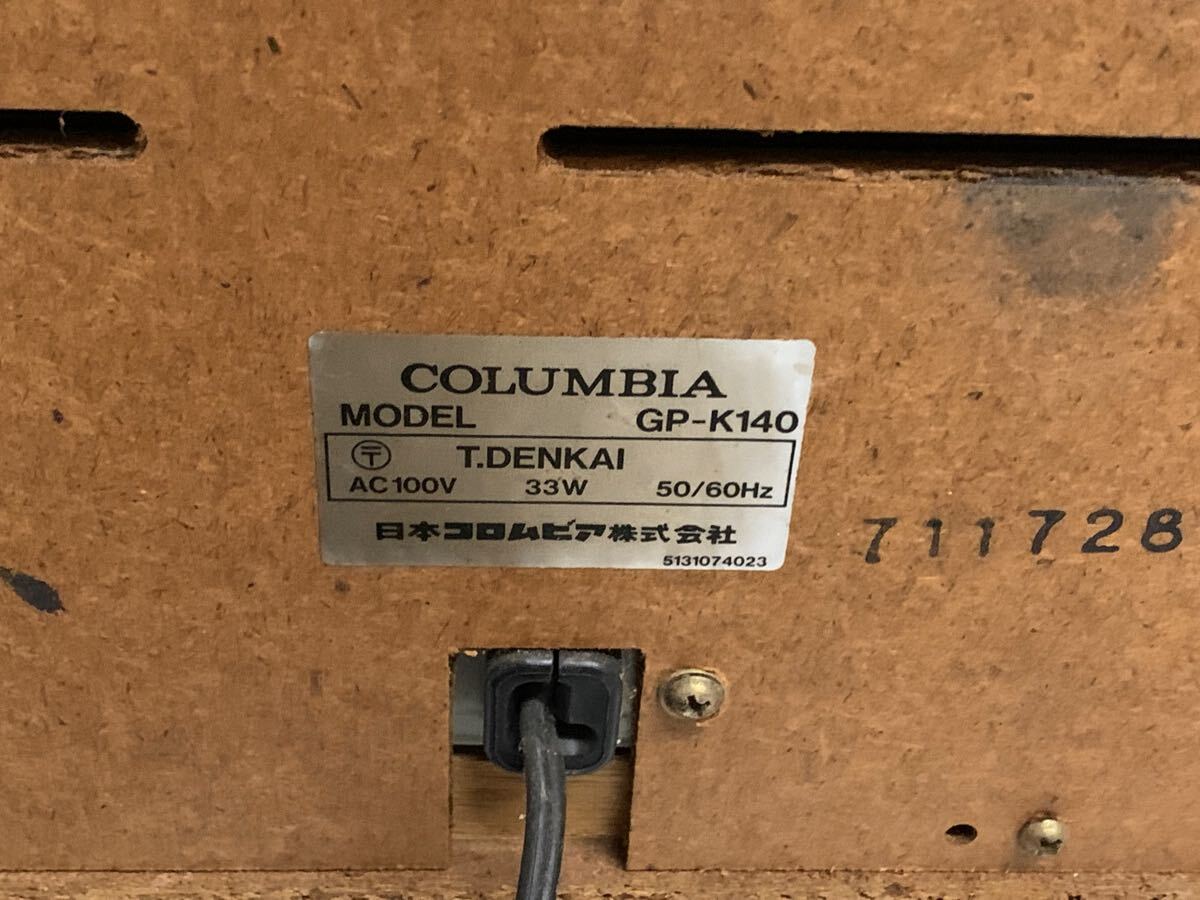 COLUMBIA
MODEL GP-K140
〒 T.DENKAI
AC100V 33W 50/60Hz
日本コロムビア株式会社
5131074023
711728